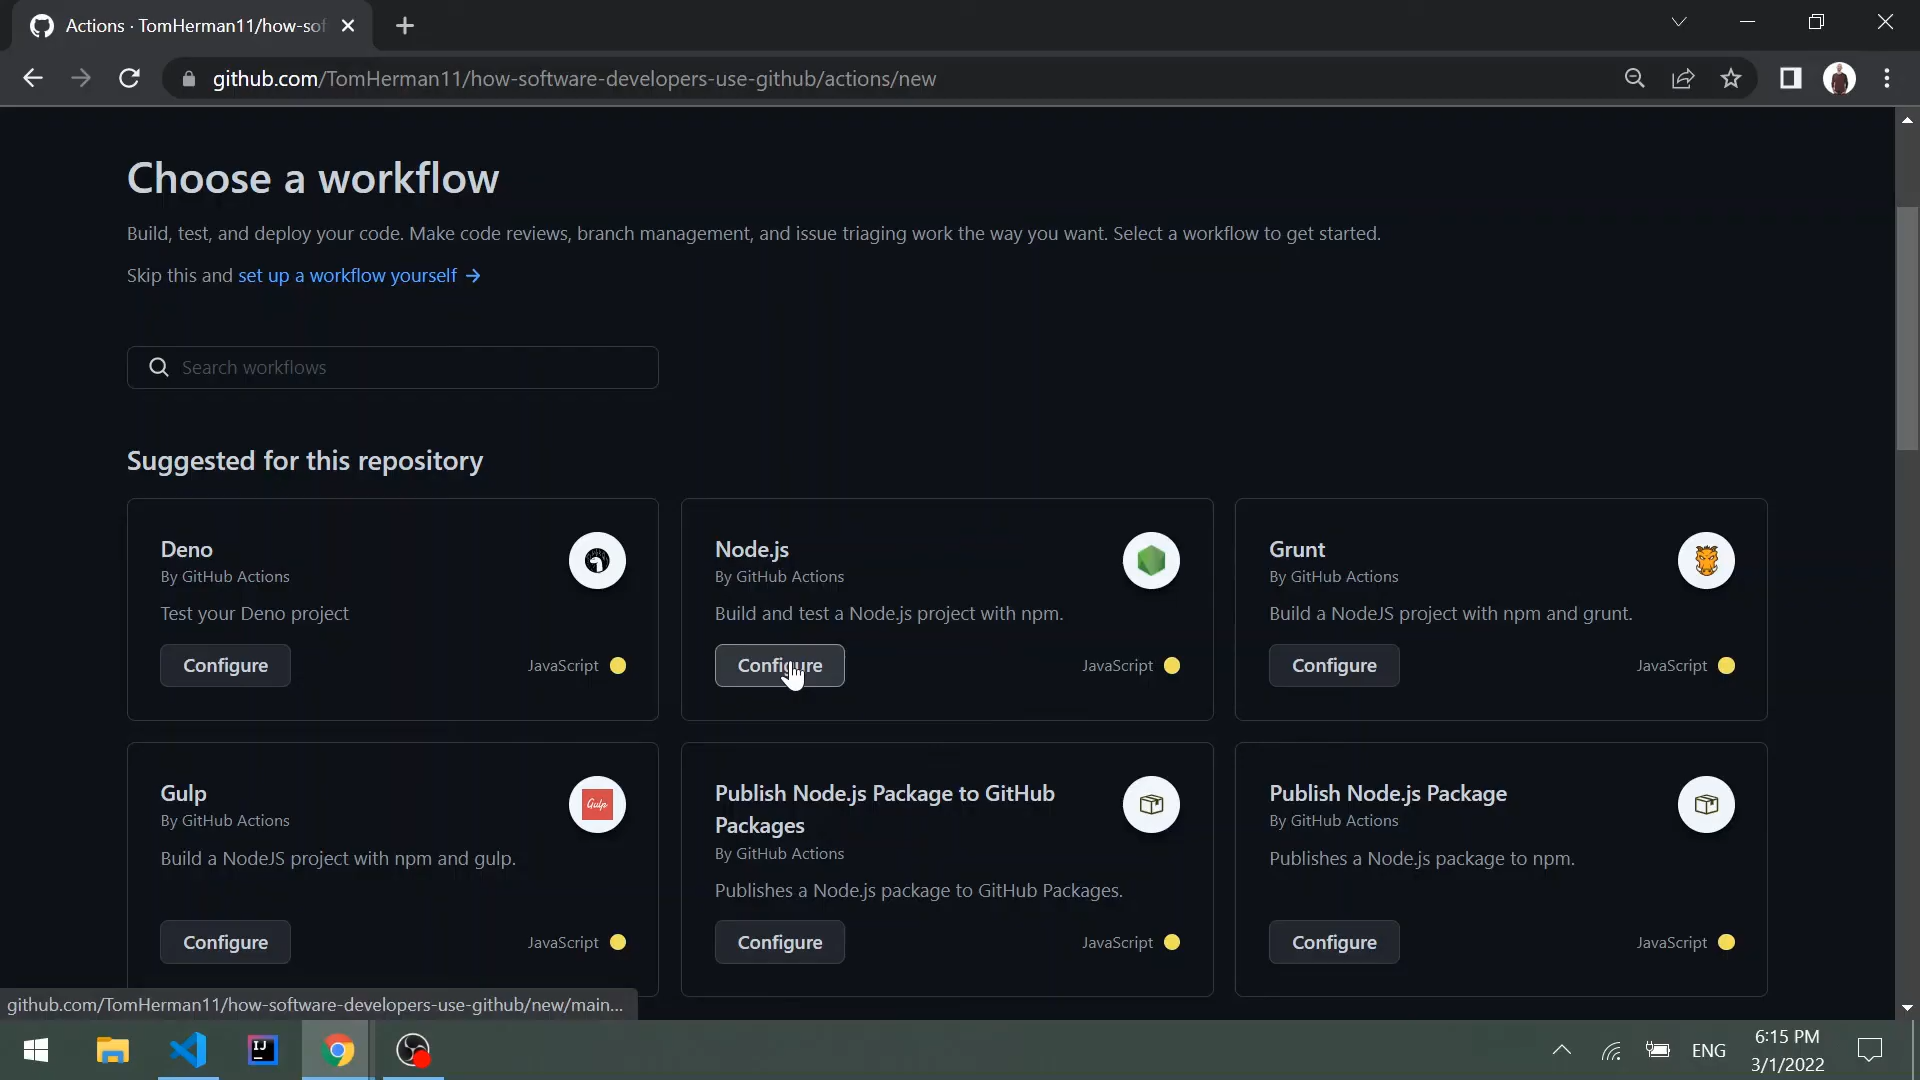 Actions · TomHerman11/how-sof
github.com/TomHerman11/how-software-developers-use-github/actions/new
Choose a workflow
Build, test, and deploy your code. Make code reviews, branch management, and issue triaging work the way you want. Select a workflow to get started.
Skip this and set up a workflow yourself →
Search workflows
Suggested for this repository
Deno
By GitHub Actions
Test your Deno project
Configure
JavaScript
Node.js
By GitHub Actions
Build and test a Node.js project with npm.
Configure
JavaScript
Grunt
By GitHub Actions
Build a NodeJS project with npm and grunt.
Configure
JavaScript
Gulp
By GitHub Actions
Build a NodeJS project with npm and gulp.
Gulp
Configure
JavaScript
Publish Node.js Package to GitHub
Packages
By GitHub Actions
Publishes a Node.js package to GitHub Packages.
Configure
JavaScript
Publish Node.js Package
By GitHub Actions
Publishes a Node.js package to npm.
Configure
JavaScript
github.com/TomHerman11/how-software-developers-use-github/new/main...
IJ
ENG
6:15 PM
3/1/2022